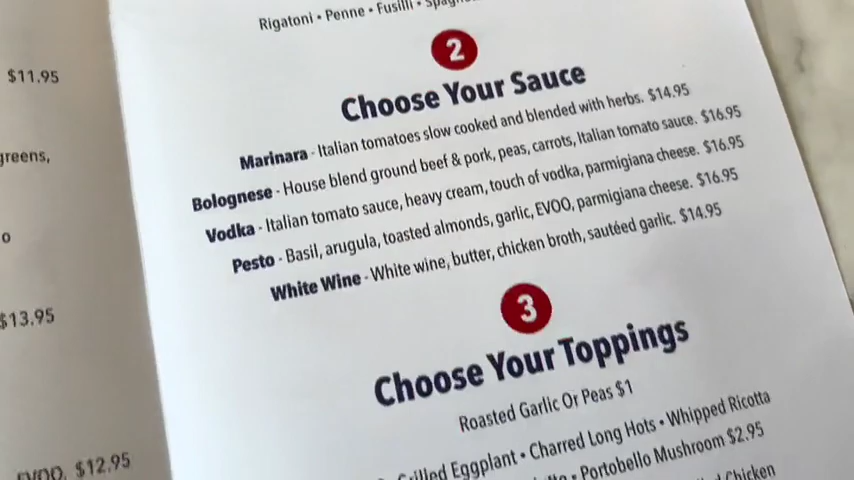 $11.95
greens,
o
$13.95
EVOO, $12.95
Rigatoni • Penne • Fusilli •
2
Choose Your Sauce
Marinara - Italian tomatoes slow cooked and blended with herbs. $14.95
Bolognese - House blend ground beef & pork, peas, carrots, Italian tomato sauce. $16.95
Vodka - Italian tomato sauce, heavy cream, touch of vodka, parmigiana cheese. $16.95
Pesto - Basil, arugula, toasted almonds, garlic, EVOO, parmigiana cheese. $16.95
White Wine - White wine, butter, chicken broth, sautéed garlic. $14.95
3
Choose Your Toppings
Roasted Garlic Or Peas $1
Grilled Eggplant • Charred Long Hots • Whipped Ricotta
• Portobello Mushroom $2.95
Chicken